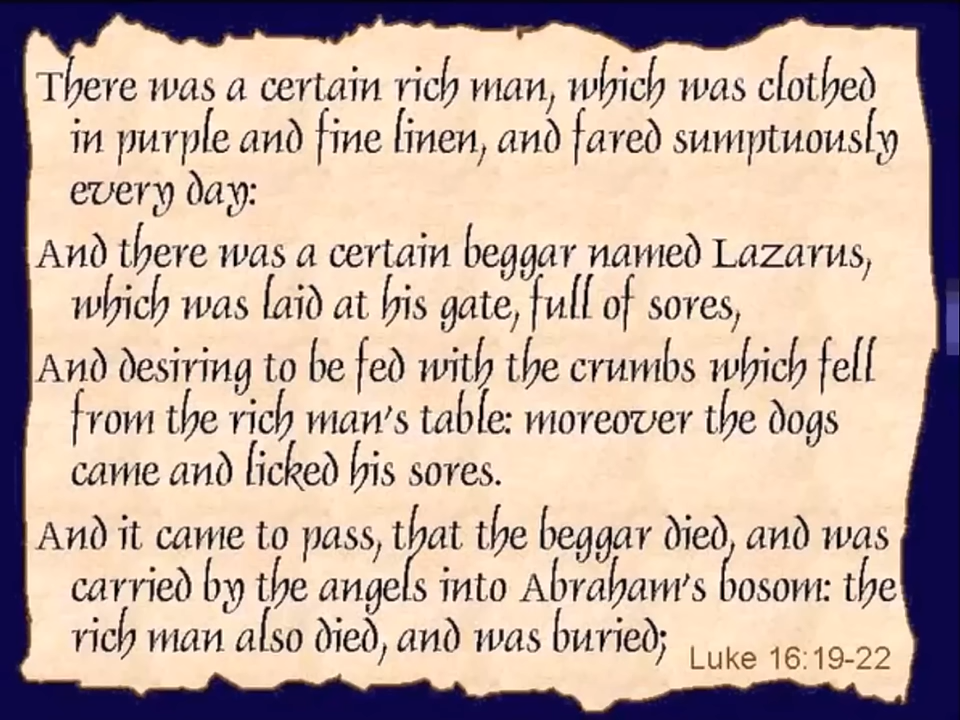 There was a certain rich man, which was clothed
in purple and fine linen, and fared sumptuously
every day:
And there was a certain beggar named Lazarus,
which was laid at his gate, full of sores,
And desiring to be fed with the crumbs which fell
from the rich man's table: moreover the dogs
came and licked his sores.
And it came to pass, that the beggar died, and was
carried by the angels into Abraham's bosom: the
rich man also died, and was buried;
Luke 16:19-22